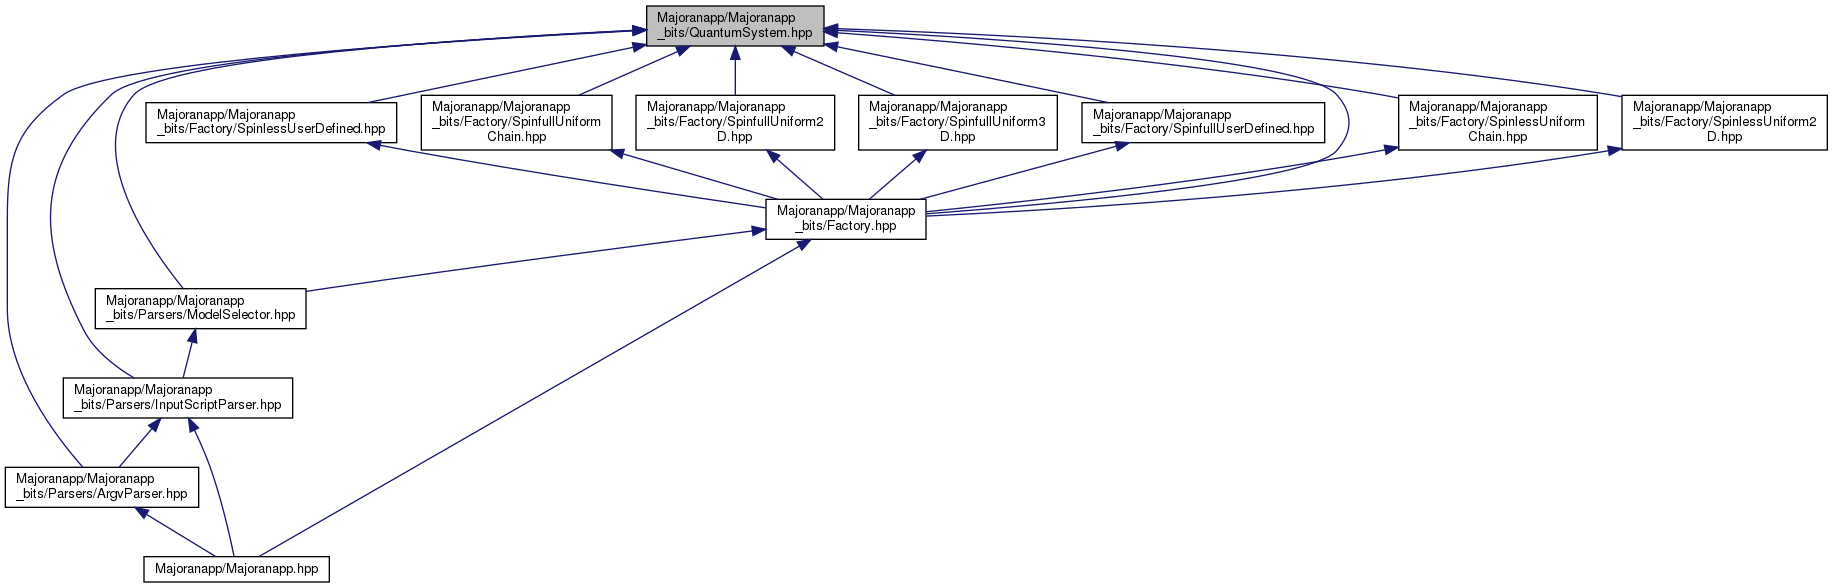 Majoranapp/Majoranapp
_bits/QuantumSystem.hpp
Majoranapp/Majoranapp
_bits/Factory/SpinlessUserDefined.hpp
Majoranapp/Majoranapp
_bits/Factory/SpinfullUniform
Chain.hpp
Majoranapp/Majoranapp
_bits/Factory/SpinfullUniform2
D.hpp
Majoranapp/Majoranapp
_bits/Factory/SpinfullUniform3
D.hpp
Majoranapp/Majoranapp
_bits/Factory/SpinfullUserDefined.hpp
Majoranapp/Majoranapp
_bits/Factory/SpinlessUniform
Chain.hpp
Majoranapp/Majoranapp
_bits/Factory/SpinlessUniform2
D.hpp
Majoranapp/Majoranapp
_bits/Factory.hpp
Majoranapp/Majoranapp
_bits/Parsers/ModelSelector.hpp
Majoranapp/Majoranapp
_bits/Parsers/InputScriptParser.hpp
Majoranapp/Majoranapp
_bits/Parsers/ArgvParser.hpp
Majoranapp/Majoranapp.hpp